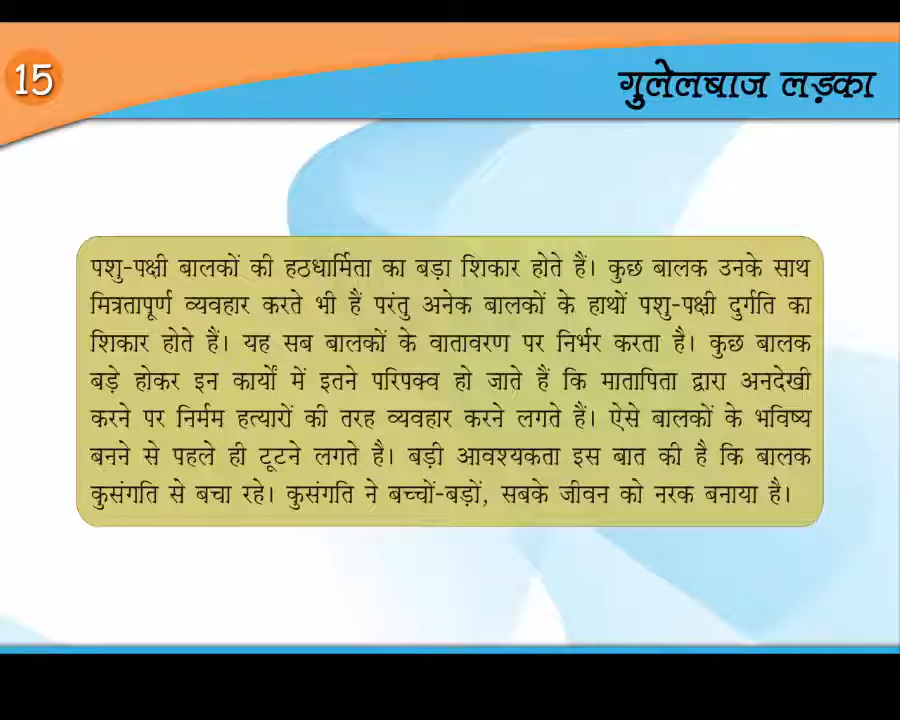 15
गुलेलबाज लड़का
पशु-पक्षी बालकों की हठधार्मिता का बड़ा शिकार होते हैं। कुछ बालक उनके साथ
मित्रतापूर्ण व्यवहार करते भी हैं परंतु अनेक बालकों के हाथों पशु-पक्षी दुर्गति का
शिकार होते हैं। यह सब बालकों के वातावरण पर निर्भर करता है। कुछ बालक
बड़े होकर इन कार्यों में इतने परिपक्व हो जाते हैं कि मातापिता द्वारा अनदेखी
करने पर निर्मम हत्यारों की तरह व्यवहार करने लगते हैं। ऐसे बालकों के भविष्य
बनने से पहले ही टूटने लगते है। बड़ी आवश्यकता इस बात की है कि बालक
कुसंगति से बचा रहे। कुसंगति ने बच्चों-बड़ों, सबके जीवन को नरक बनाया है।